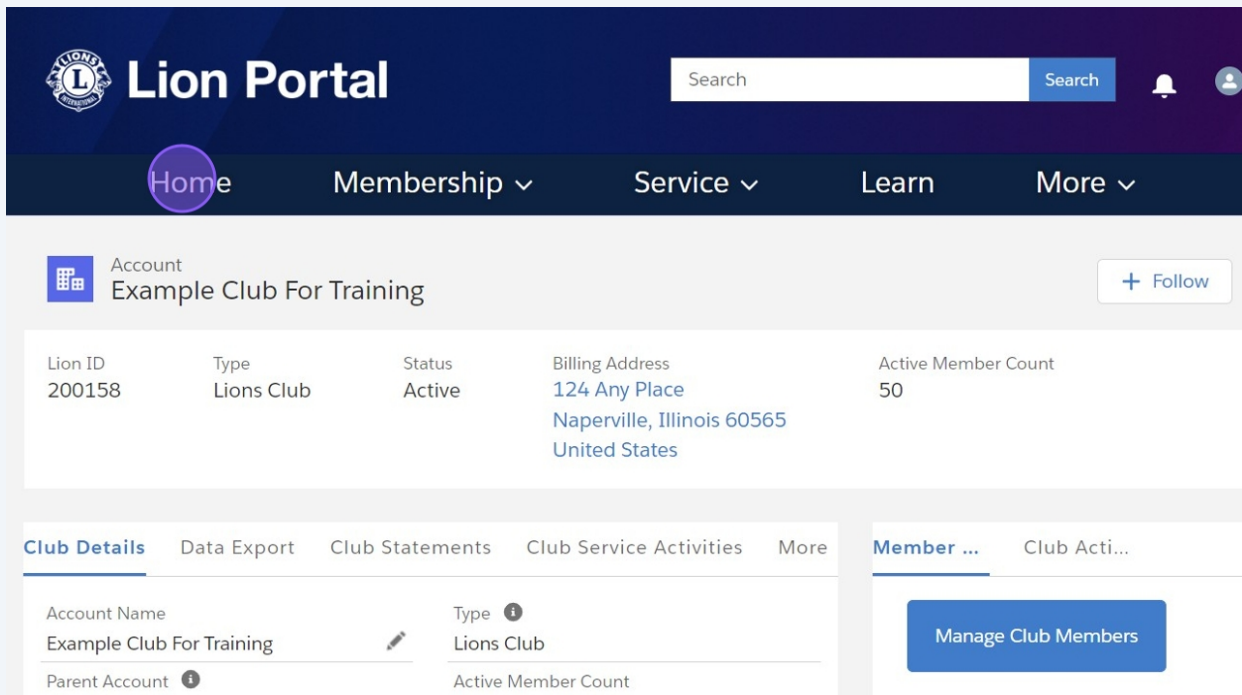 Lion Portal
Search
Search
Home
Membership
Service
Learn
More
Account
Example Club For Training
+ Follow
Lion ID
200158
Type
Lions Club
Status
Active
Billing Address
124 Any Place
Naperville, Illinois 60565
United States
Active Member Count
50
Club Details
Data Export
Club Statements
Club Service Activities
More
Member ...
Club Acti...
Account Name
Example Club For Training
Type
Lions Club
Manage Club Members
Parent Account
Active Member Count